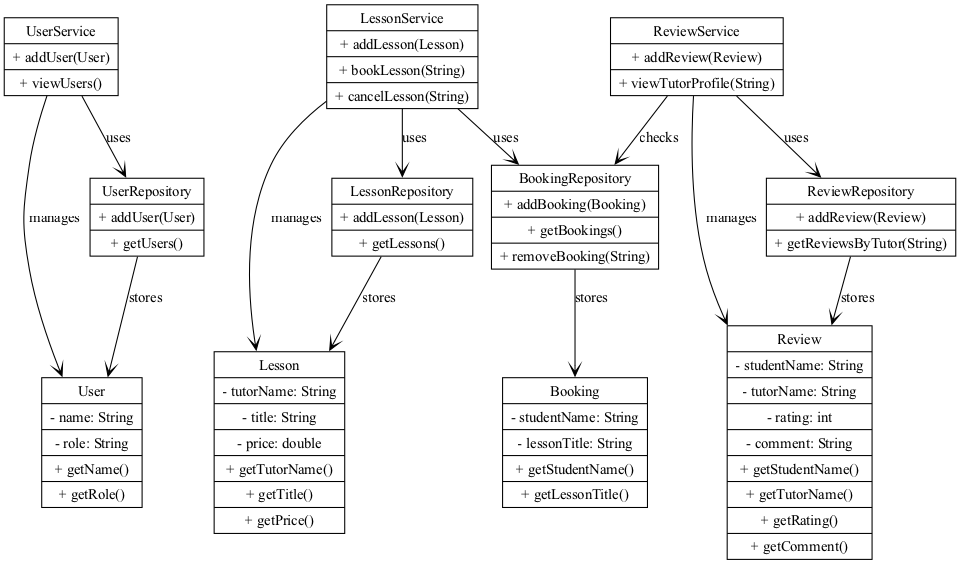 UserService
+ addUser(User)
+ viewUsers()
LessonService
+ addLesson(Lesson)
+ bookLesson(String)
+ cancelLesson(String)
ReviewService
+ addReview(Review)
+ viewTutorProfile(String)
uses
uses
uses
checks
uses
manages
manages
manages
UserRepository
+ addUser(User)
+ getUsers()
LessonRepository
+ addLesson(Lesson)
+ getLessons()
BookingRepository
+ addBooking(Booking)
+ getBookings()
+ removeBooking(String)
ReviewRepository
+ addReview(Review)
+ getReviewsByTutor(String)
stores
stores
stores
stores
User
- name: String
- role: String
+ getName()
+ getRole()
Lesson
- tutorName: String
- title: String
- price: double
+ getTutorName()
+ getTitle()
+ getPrice()
Booking
- studentName: String
- lessonTitle: String
+ getStudentName()
+ getLessonTitle()
Review
- studentName: String
- tutorName: String
- rating: int
- comment: String
+ getStudentName()
+ getTutorName()
+ getRating()
+ getComment()